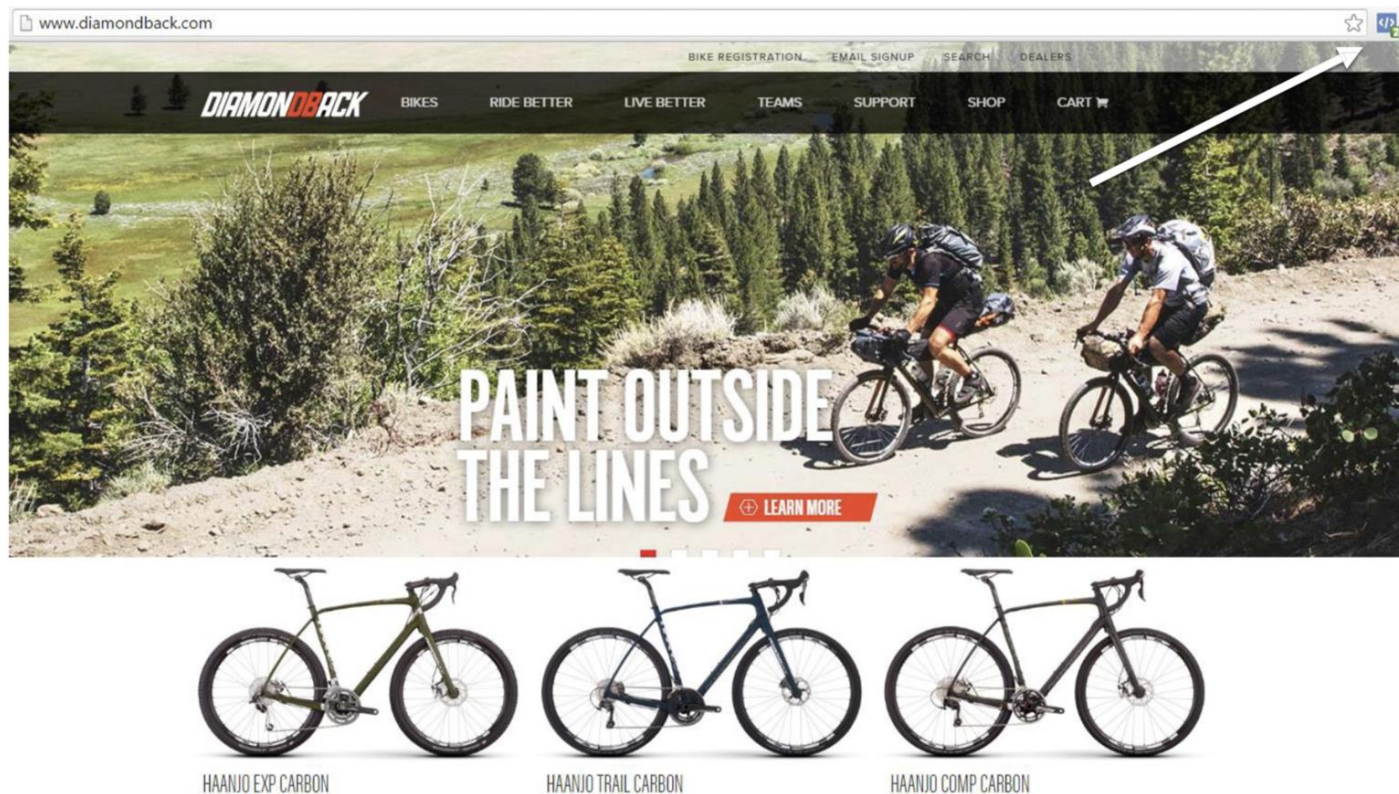 www.diamondback.com
BIKE REGISTRATION EMAIL SIGNUP SEARCH DEALERS
DIAMONDBACK BIKES RIDE BETTER LIVE BETTER TEAMS SUPPORT SHOP CART
PAINT OUTSIDE
THE LINES
LEARN MORE
HAANJO EXP CARBON HAANJO TRAIL CARBON HAANJO COMP CARBON